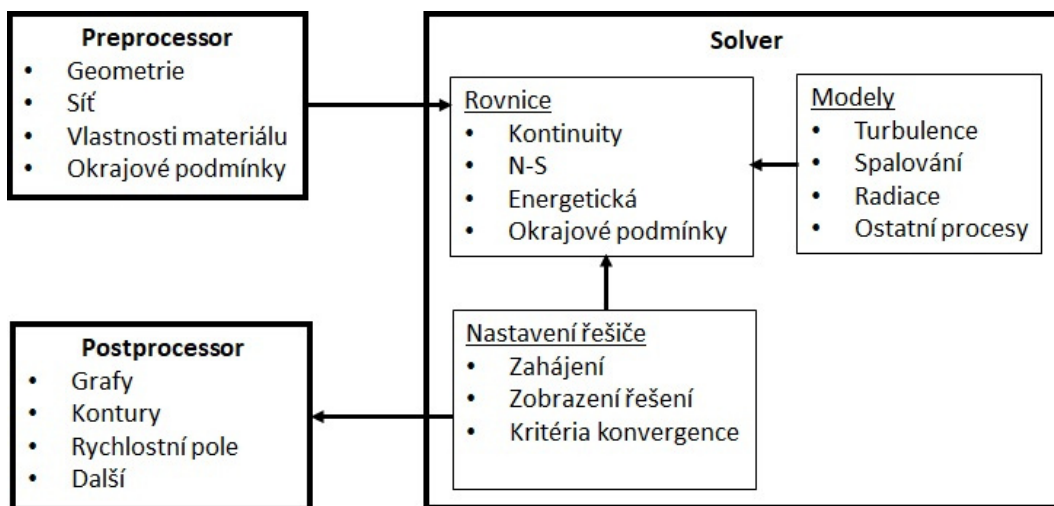 Preprocessor
• Geometrie
• Síť
• Vlastnosti materiálu
• Okrajové podmínky
Solver
Rovnice
• Kontinuity
• N-S
• Energetická
• Okrajové podmínky
Modely
• Turbulence
• Spalování
• Radiace
• Ostatní procesy
Nastavení řešiče
• Zahájení
• Zobrazení řešení
• Kritéria konvergence
Postprocessor
• Grafy
• Kontury
• Rychlostní pole
• Další